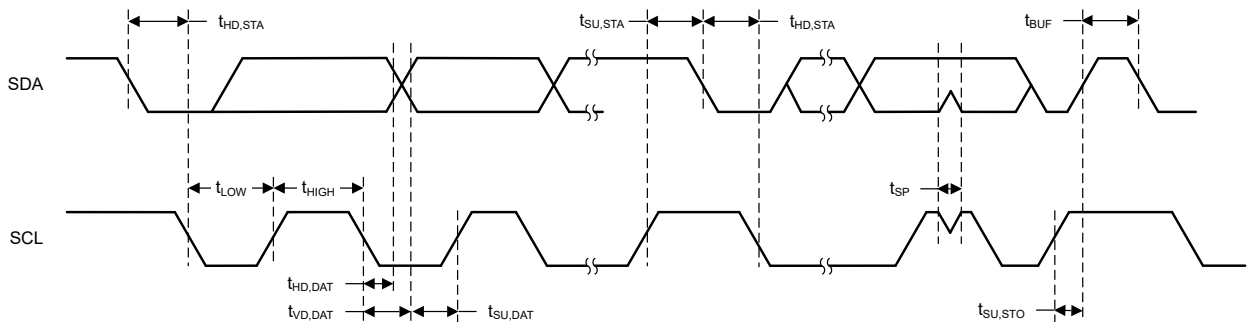 tHD,STA
tSU,STA
tHD,STA
tBUF
SDA
tLOW
tHIGH
tSP
SCL
tHD,DAT
tVD,DAT
tSU,DAT
tSU,STO